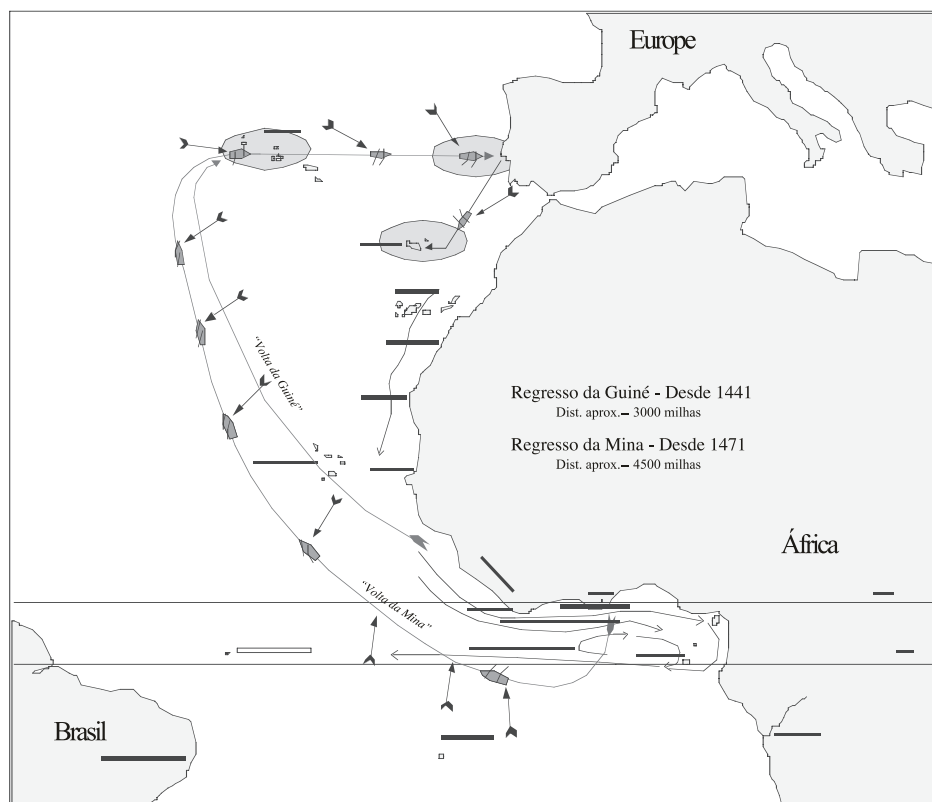 Europe
"Volta da Guiné"
Regresso da Guiné - Desde 1441
Dist. aprox.– 3000 milhas
Regresso da Mina - Desde 1471
Dist. aprox.– 4500 milhas
África
"Volta da Mina"
Brasil